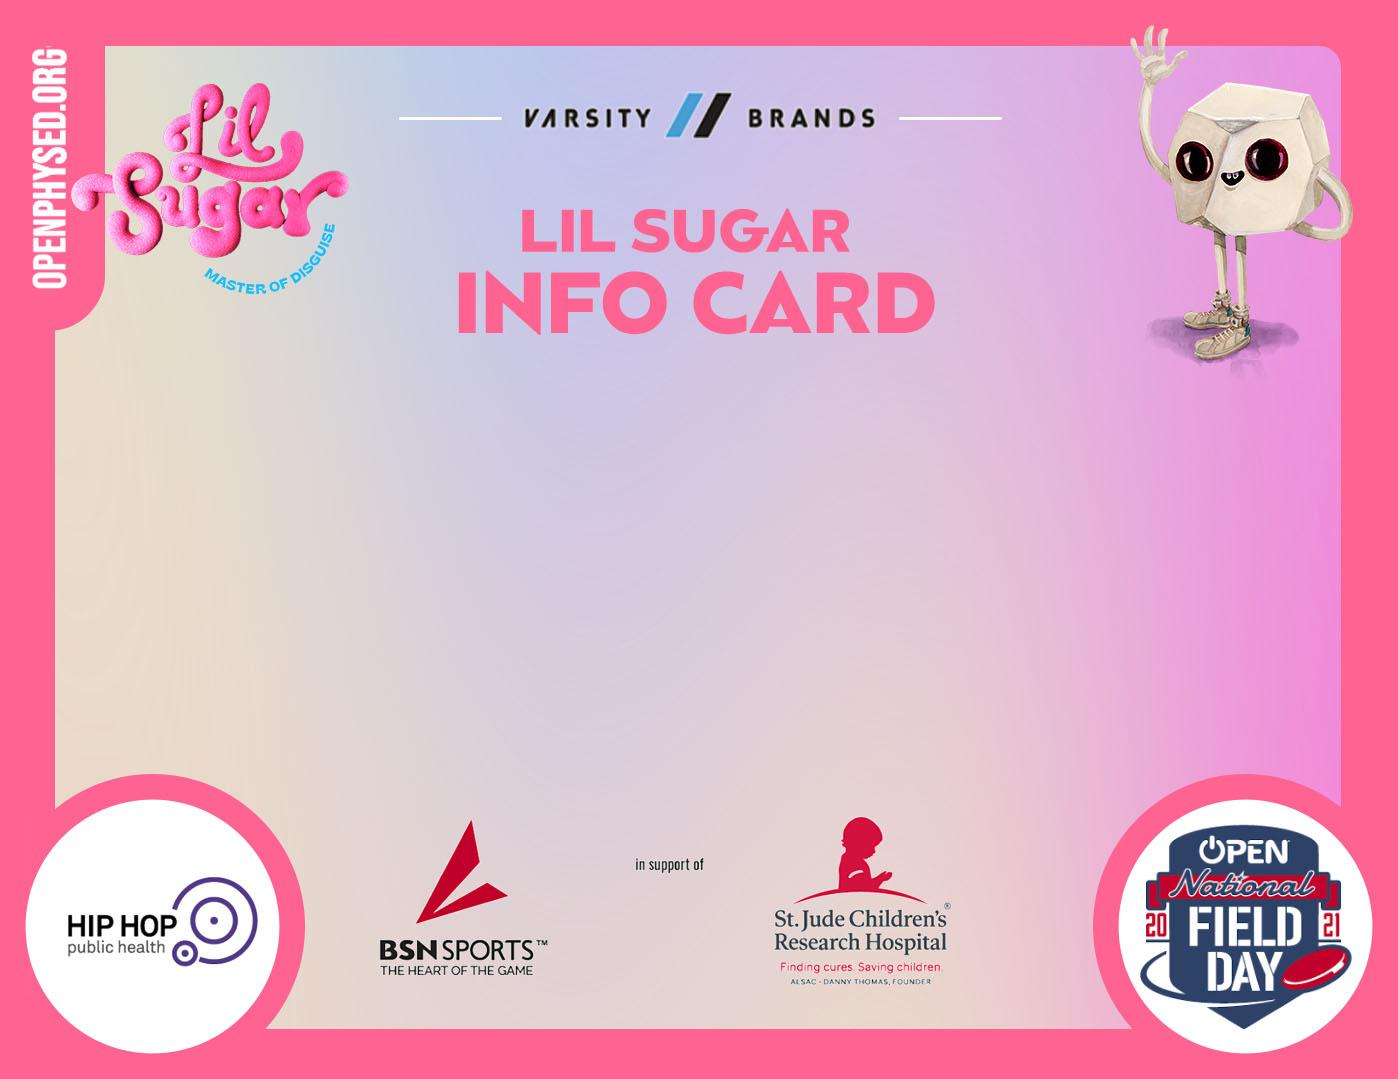 OPENPHYSED.ORG
Lil
Sugar
MASTER OF DISGUISE
VARSITY BRANDS
LIL SUGAR
INFO CARD
HIP HOP
public health
BSN SPORTS™
THE HEART OF THE GAME
in support of
St. Jude Children's®
Research Hospital
Finding cures. Saving children.
ALSAC • DANNY THOMAS, FOUNDER
OPEN
National
20 FIELD 21
DAY